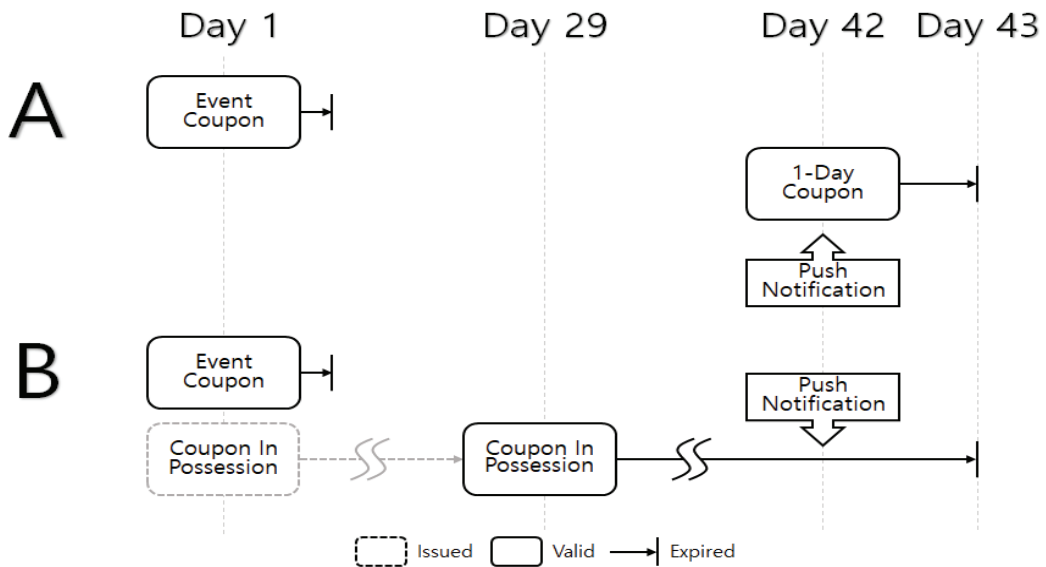 Day 1 Day 29 Day 42 Day 43
A
Event
Coupon
1-Day
Coupon
Push
Notification
B
Event
Coupon
Push
Notification
Coupon In
Possession
Coupon In
Possession
Issued Valid Expired